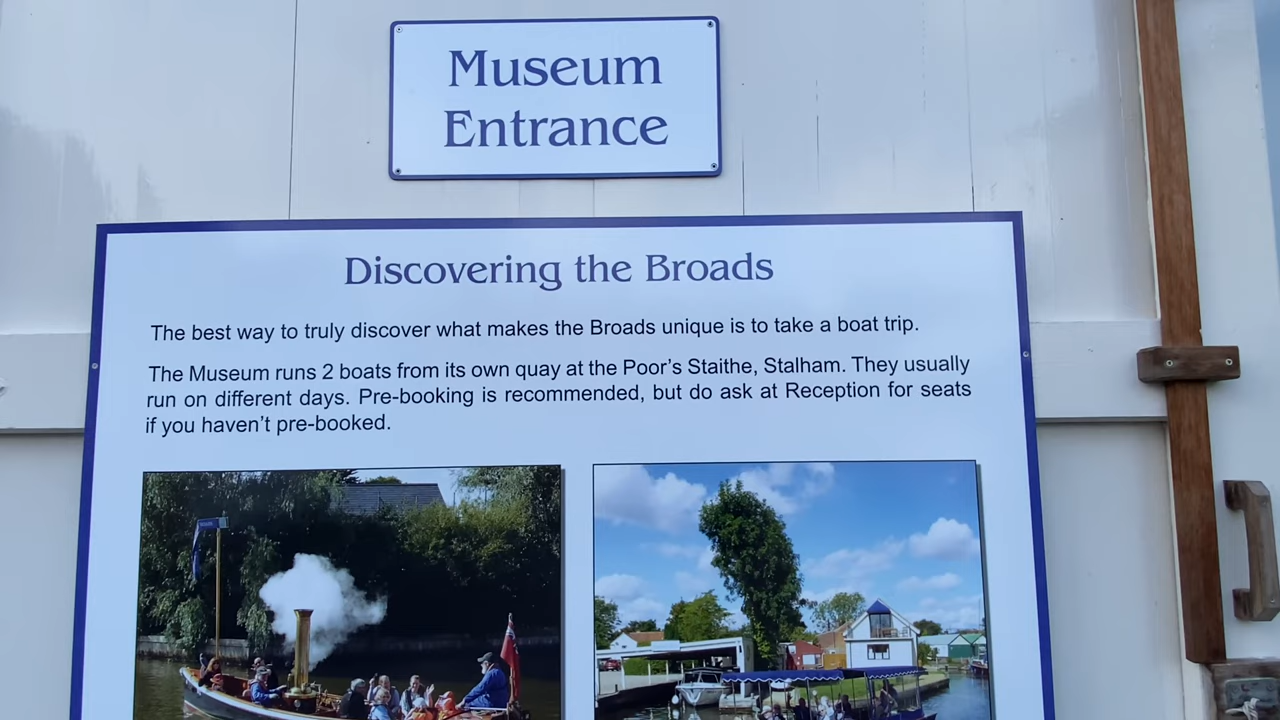 Museum
Entrance
Discovering the Broads
The best way to truly discover what makes the Broads unique is to take a boat trip.
The Museum runs 2 boats from its own quay at the Poor's Staithe, Stalham. They usually
run on different days. Pre-booking is recommended, but do ask at Reception for seats
if you haven't pre-booked.